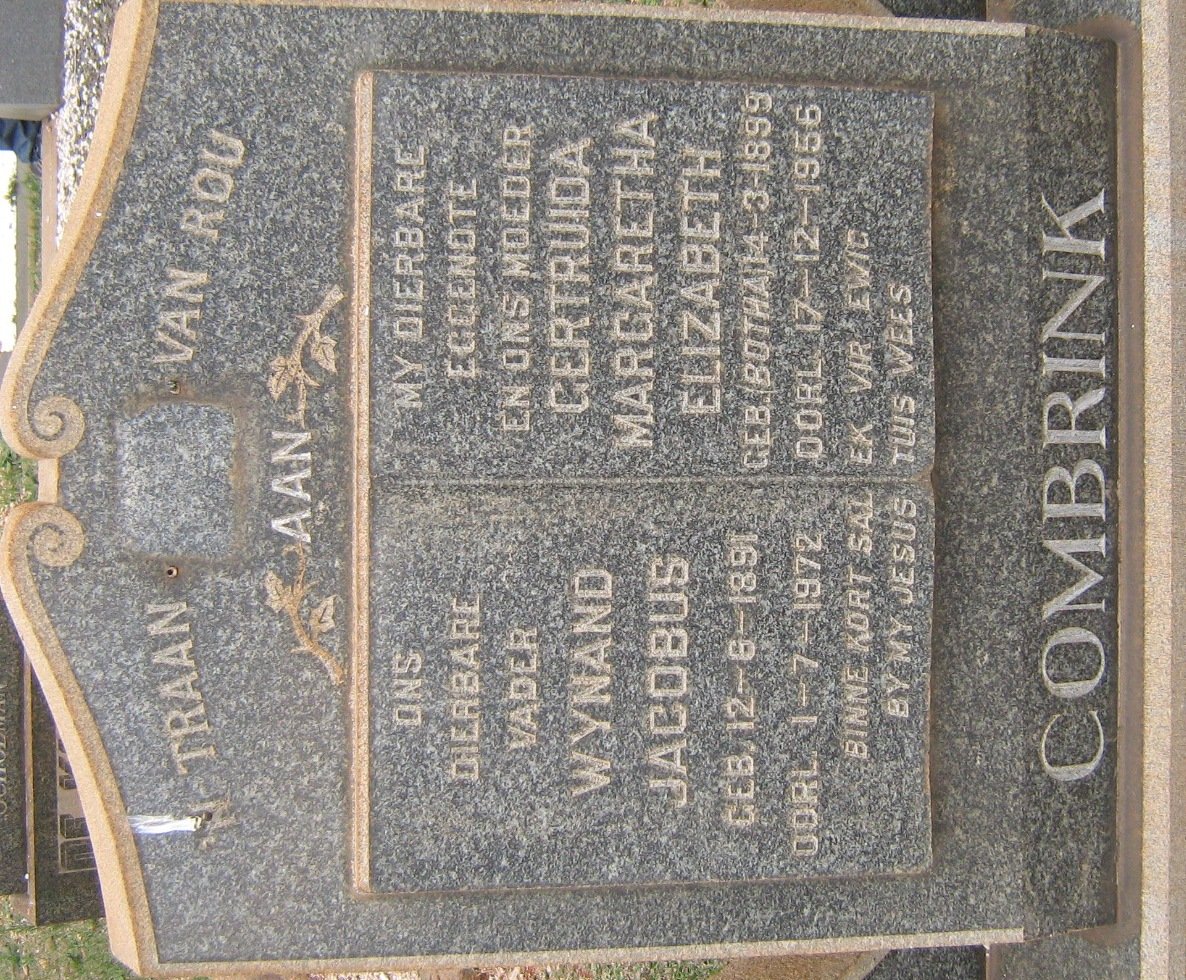 'N TRAAN VAN ROU
AAN
ONS
DIERBARE
VADER
WYNAND
JACOBUS
GEB. 12-8-1891
OORL. 1-7-1972
BINNE KORT SAL
BY MY JESUS
MY DIERBARE
EGGENOTE
EN ONS MOEDER
GERTRUIDA
MARGARETHA
ELIZABETH
GEB. BOTHA 14-3-1899
OORL. 17-12-1956
EK VIR EVIG
TUIS WEES
COMBRINK